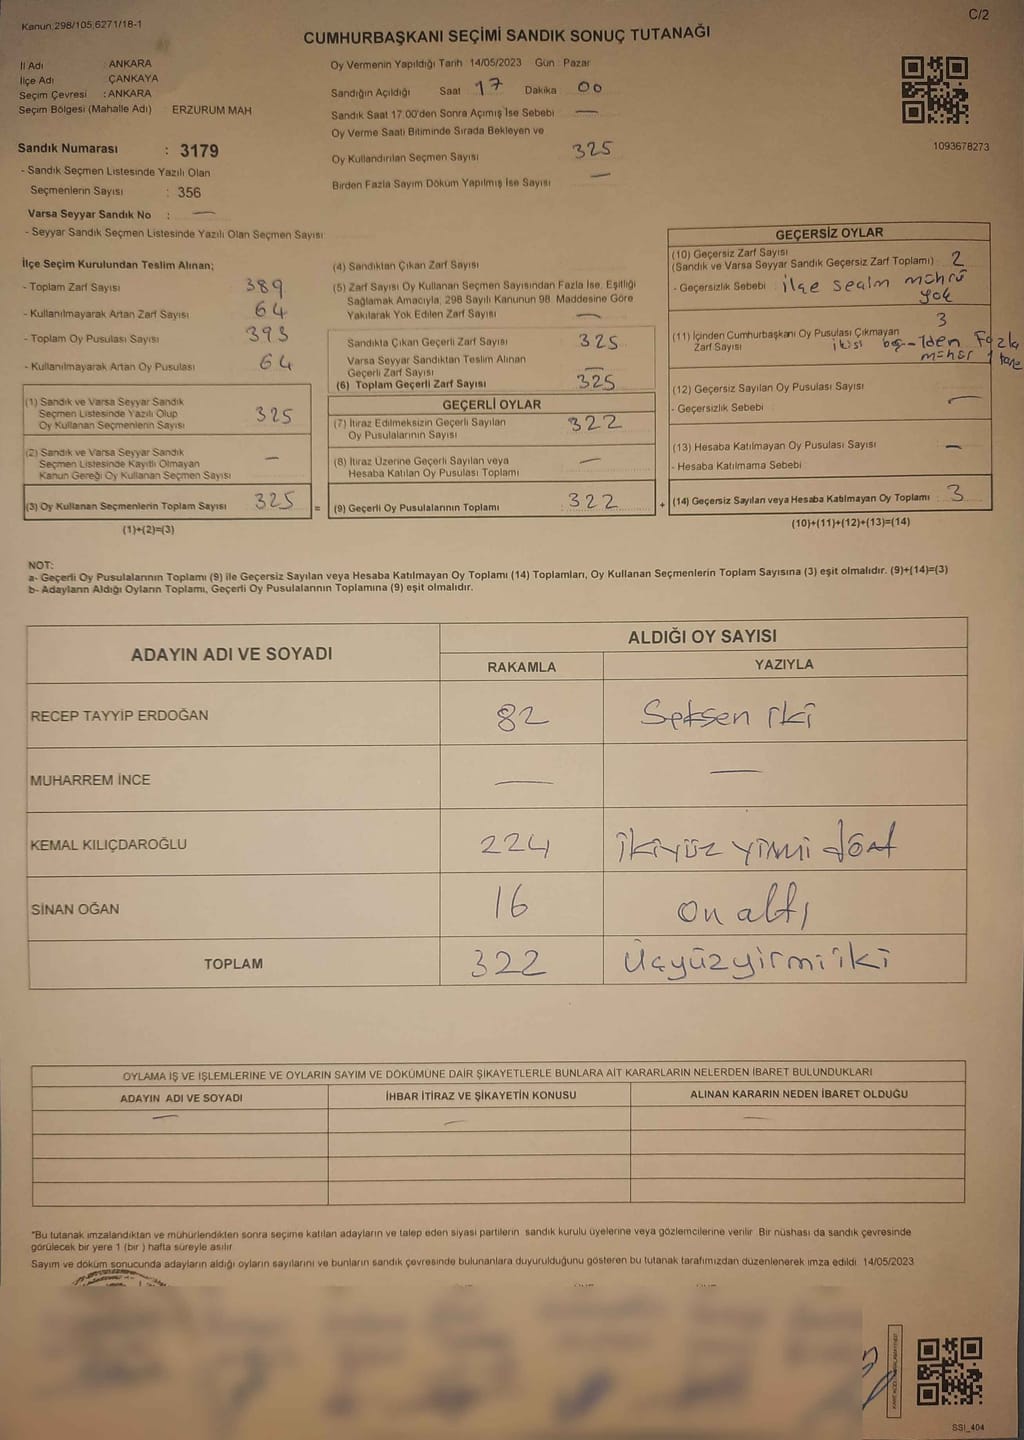 Kanun 298/105,6271/18-1
C/2
CUMHURBAŞKANI SEÇİMİ SANDIK SONUÇ TUTANAĞI
İl Adı : ANKARA
İlçe Adı : ÇANKAYA
Seçim Çevresi : ANKARA
Seçim Bölgesi (Mahalle Adı) ERZURUM MAH
Sandık Numarası : 3179
- Sandık Seçmen Listesinde Yazılı Olan
Seçmenlerin Sayısı : 356
Varsa Seyyar Sandık No : —
- Seyyar Sandık Seçmen Listesinde Yazılı Olan Seçmen Sayısı
Oy Vermenin Yapıldığı Tarih 14/05/2023 Gün Pazar
Sandığın Açıldığı Saat 17 Dakika 00
Sandık Saat 17.00'den Sonra Açımış İse Sebebi —
Oy Verme Saati Bitiminde Sırada Bekleyen ve
Oy Kullandırılan Seçmen Sayısı 325
Birden Fazla Sayım Döküm Yapılmış İse Sayısı —
1093678273
İlçe Seçim Kurulundan Teslim Alınan;
- Toplam Zarf Sayısı 389
- Kullanılmayarak Artan Zarf Sayısı 64
- Toplam Oy Pusulası Sayısı 393
- Kullanılmayarak Artan Oy Pusulası 64
(1) Sandık ve Varsa Seyyar Sandık
Seçmen Listesinde Yazılı Olup
Oy Kullanan Seçmenlerin Sayısı 325
(2) Sandık ve Varsa Seyyar Sandık
Seçmen Listesinde Kayıtlı Olmayan
Kanun Gereği Oy Kullanan Seçmen Sayısı —
(3) Oy Kullanan Seçmenlerin Toplam Sayısı 325 =
(1)+(2)=(3)
(4) Sandıktan Çıkan Zarf Sayısı
(5) Zarf Sayısı Oy Kullanan Seçmen Sayısından Fazla İse, Eşitliği
Sağlamak Amacıyla, 298 Sayılı Kanunun 98. Maddesine Göre
Yakılarak Yok Edilen Zarf Sayısı —
Sandıkta Çıkan Geçerli Zarf Sayısı 325
Varsa Seyyar Sandıktan Teslim Alınan
Geçerli Zarf Sayısı —
(6) Toplam Geçerli Zarf Sayısı 325
GEÇERLİ OYLAR
(7) İtiraz Edilmeksizin Geçerli Sayılan
Oy Pusulalarının Sayısı 322
(8) İtiraz Üzerine Geçerli Sayılan veya
Hesaba Katılan Oy Pusulası Toplamı —
(9) Geçerli Oy Pusulalarının Toplamı 322 +
GEÇERSİZ OYLAR
(10) Geçersiz Zarf Sayısı
(Sandık ve Varsa Seyyar Sandık Geçersiz Zarf Toplamı) 2
- Geçersizlik Sebebi : ilçe seçim mührü
yok
(11) İçinden Cumhurbaşkanı Oy Pusulası Çıkmayan 3
Zarf Sayısı ikisi boş - 1den Fazla
mühür 1 tane
(12) Geçersiz Sayılan Oy Pusulası Sayısı —
- Geçersizlik Sebebi
(13) Hesaba Katılmayan Oy Pusulası Sayısı —
- Hesaba Katılmama Sebebi
(14) Geçersiz Sayılan veya Hesaba Katılmayan Oy Toplamı : 3
(10)+(11)+(12)+(13)=(14)
NOT:
a- Geçerli Oy Pusulalarının Toplamı (9) ile Geçersiz Sayılan veya Hesaba Katılmayan Oy Toplamı (14) Toplamları, Oy Kullanan Seçmenlerin Toplam Sayısına (3) eşit olmalıdır. (9)+(14)=(3)
b- Adayların Aldığı Oyların Toplamı, Geçerli Oy Pusulalarının Toplamına (9) eşit olmalıdır.
ADAYIN ADI VE SOYADI
ALDIĞI OY SAYISI
RAKAMLA YAZIYLA
RECEP TAYYİP ERDOĞAN 82 Seksen iki
MUHARREM İNCE — —
KEMAL KILIÇDAROĞLU 224 ikiyüz yirmi dört
SİNAN OĞAN 16 on altı
TOPLAM 322 Üçyüzyirmi iki
OYLAMA İŞ VE İŞLEMLERİNE VE OYLARIN SAYIM VE DÖKÜMÜNE DAİR ŞİKAYETLERLE BUNLARA AİT KARARLARIN NELERDEN İBARET BULUNDUKLARI
ADAYIN ADI VE SOYADI İHBAR İTİRAZ VE ŞİKAYETİN KONUSU ALINAN KARARIN NEDEN İBARET OLDUĞU
— — —
*Bu tutanak imzalandıktan ve mühürlendikten sonra seçime katılan adayların ve talep eden siyasi partilerin sandık kurulu üyelerine veya gözlemcilerine verilir. Bir nüshası da sandık çevresinde
görülecek bir yere 1 (bir ) hafta süreyle asılır
Sayım ve döküm sonucunda adayların aldığı oyların sayılarını ve bunların sandık çevresinde bulunanlara duyurulduğunu gösteren bu tutanak tarafımızdan düzenlenerek imza edildi 14/05/2023
SSI_404